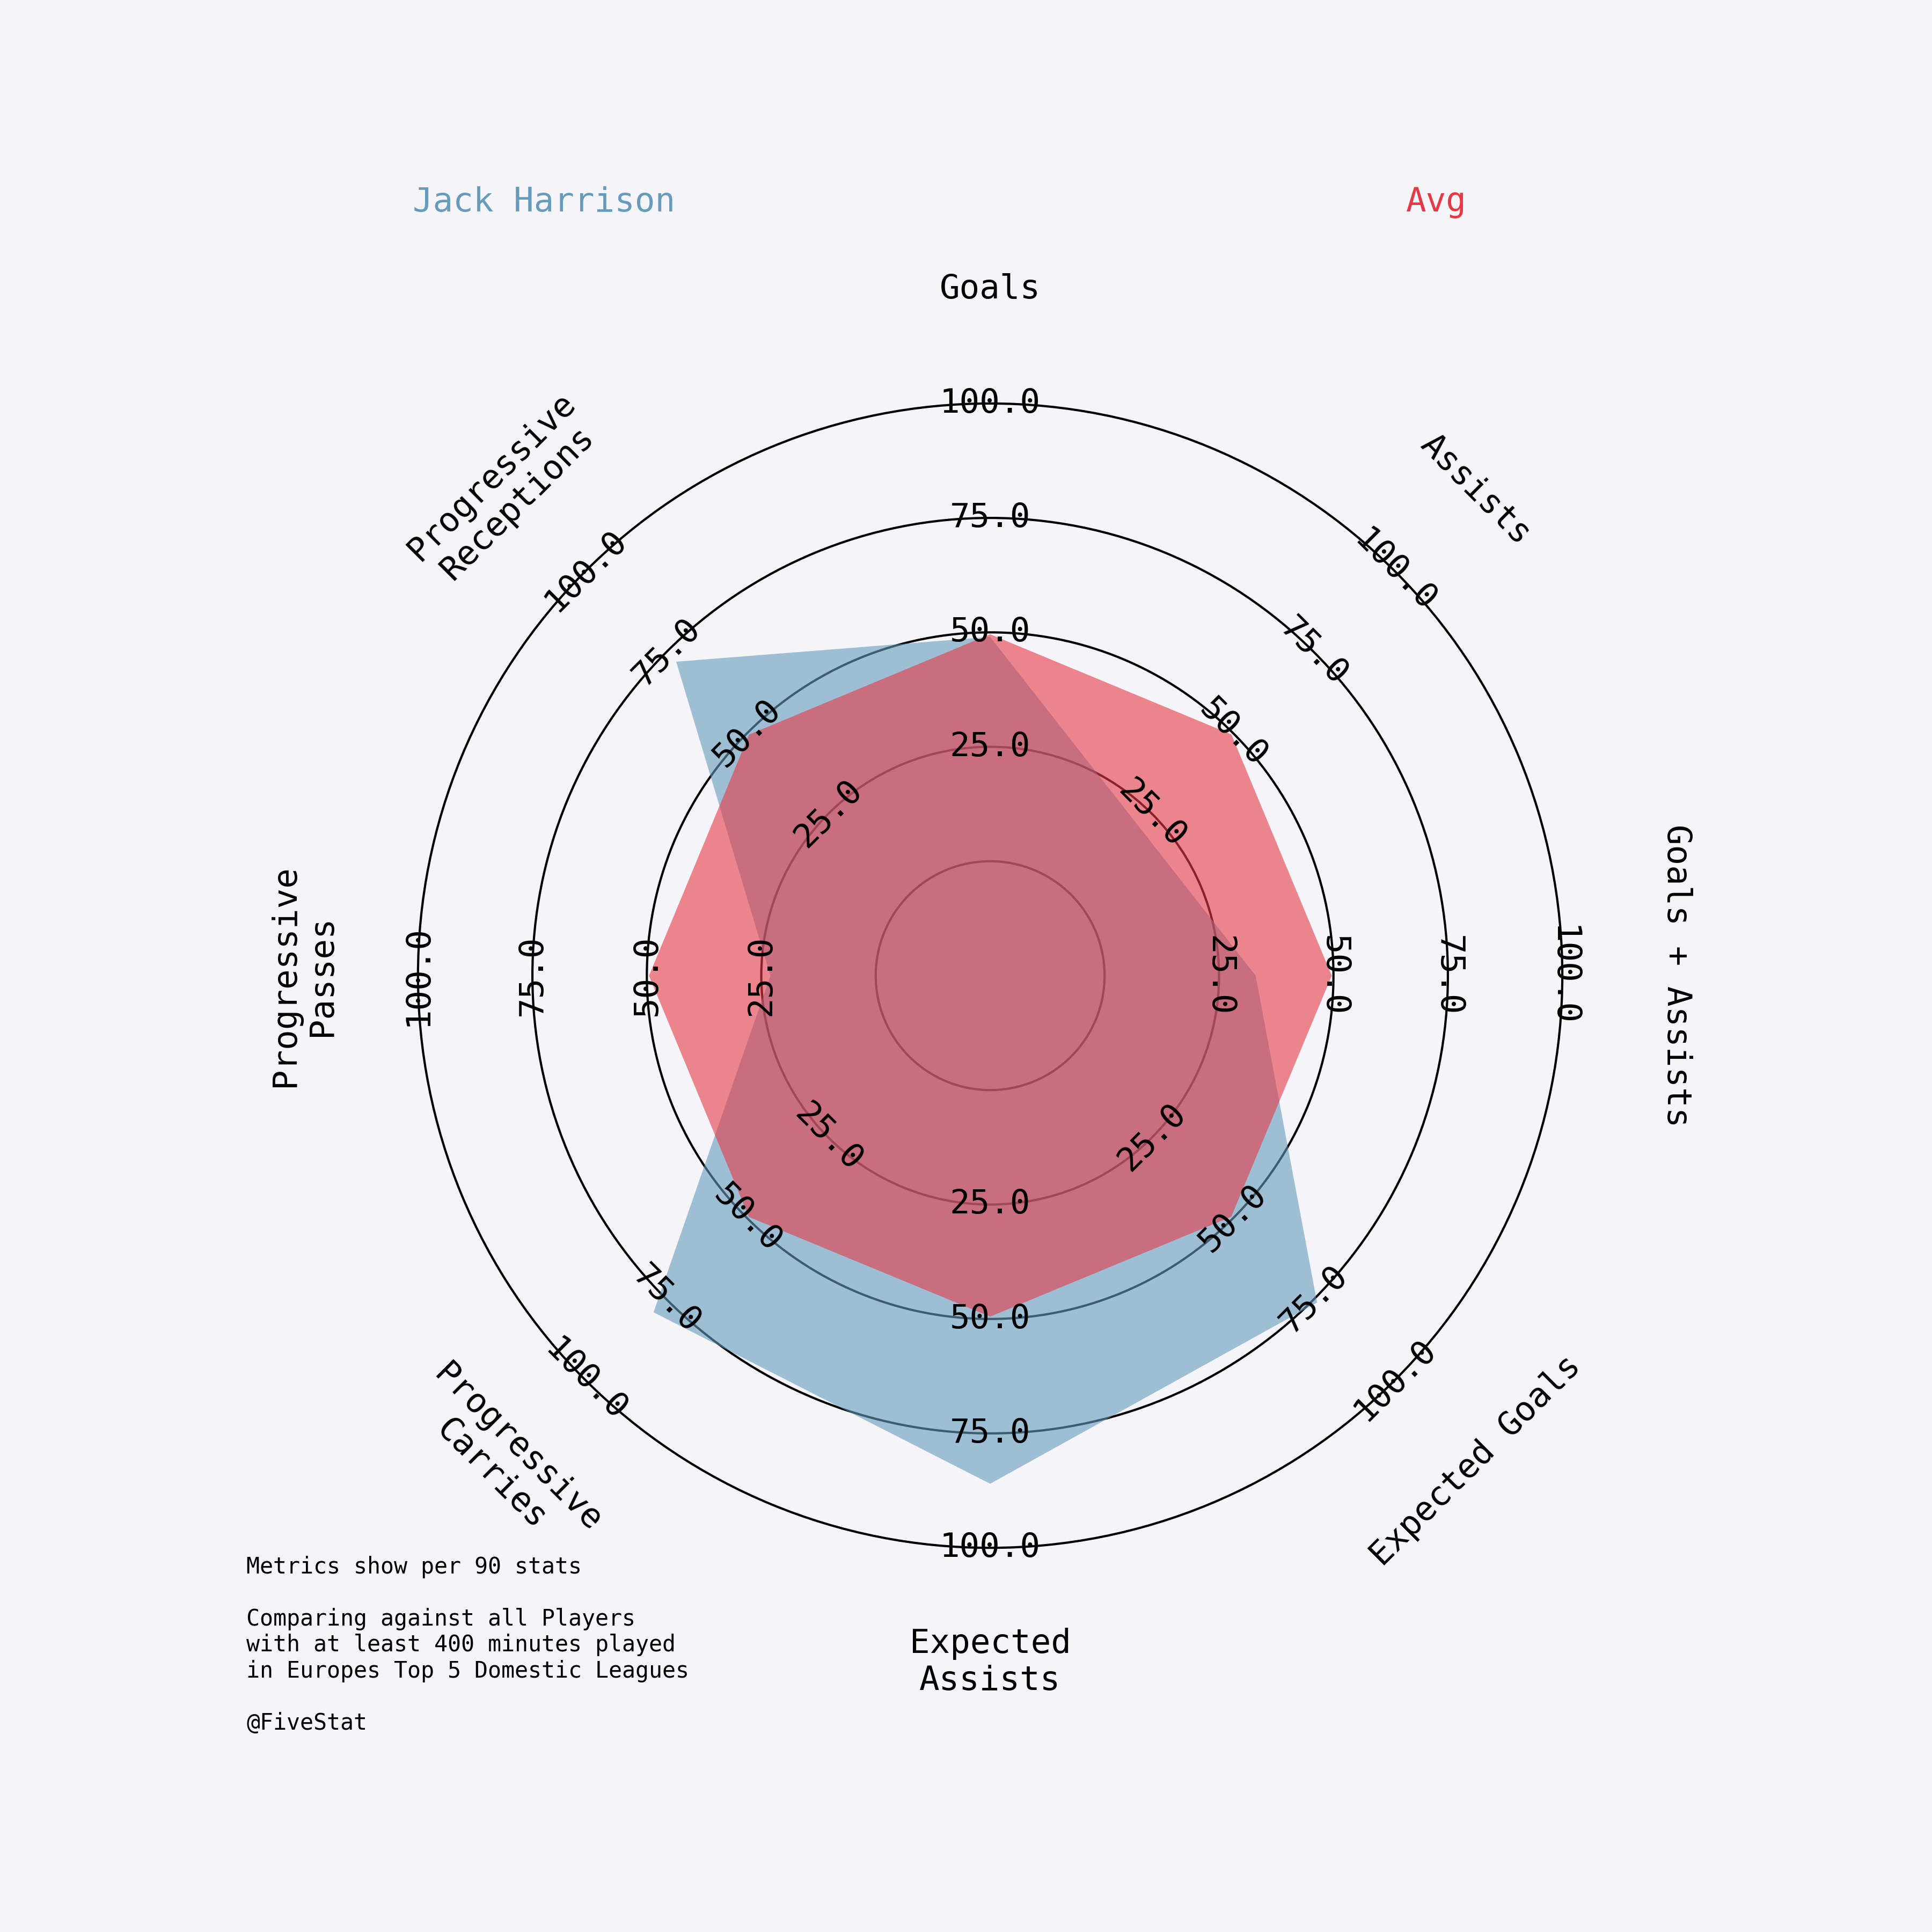 Jack Harrison
Avg
Goals
Assists
Goals + Assists
Expected Goals
Expected
Assists
Progressive
Carries
Progressive
Passes
Progressive
Receptions
25.0
50.0
75.0
100.0
25.0
50.0
75.0
100.0
25.0
50.0
75.0
100.0
25.0
50.0
75.0
100.0
25.0
50.0
75.0
100.0
25.0
50.0
75.0
100.0
25.0
50.0
75.0
100.0
25.0
50.0
75.0
100.0
Metrics show per 90 stats
Comparing against all Players
with at least 400 minutes played
in Europes Top 5 Domestic Leagues
@FiveStat